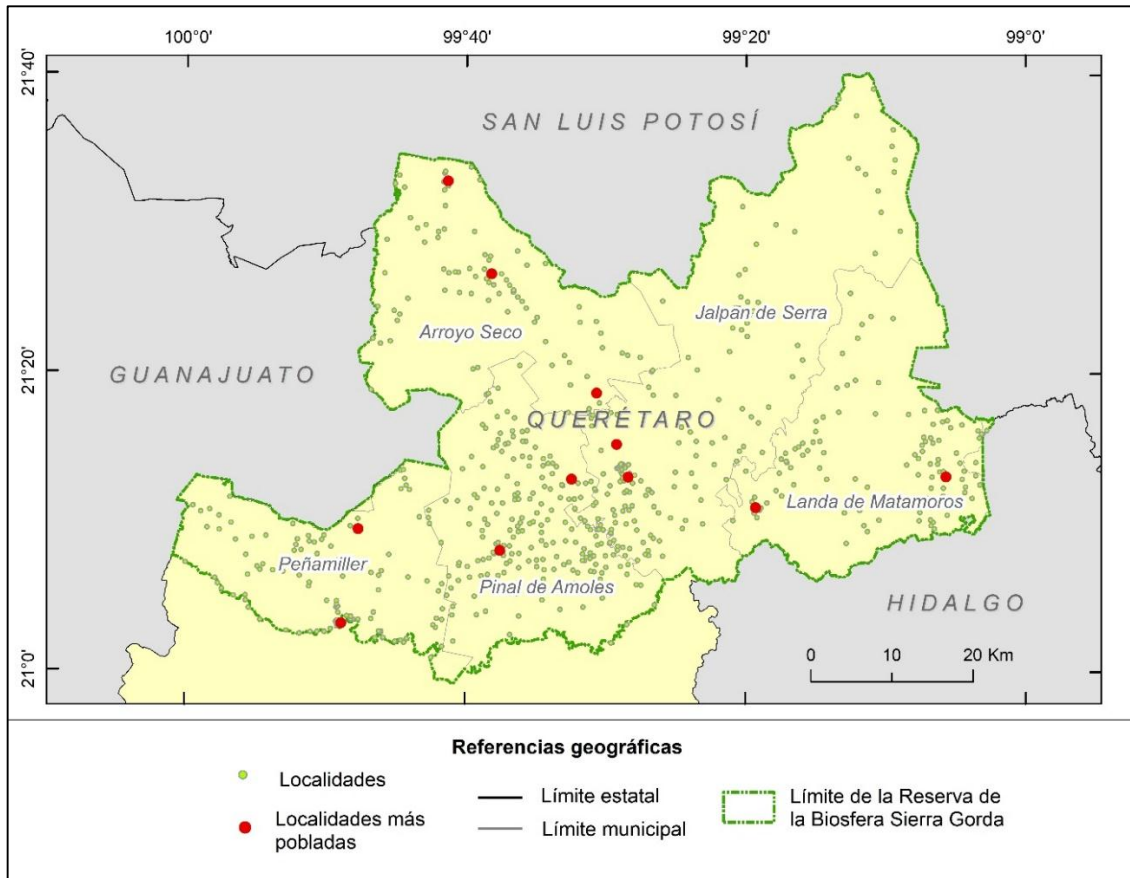 100°0' 99°40' 99°20' 99°0'
21°40'
SAN LUIS POTOSÍ
Jalpan de Serra
Arroyo Seco
21°20'
GUANAJUATO
QUERÉTARO
Landa de Matamoros
Peñamiller
Pinal de Amoles
HIDALGO
21°0'
0 10 20 Km
Referencias geográficas
Localidades
Localidades más
pobladas
Límite estatal
Límite municipal
Límite de la Reserva de
la Biosfera Sierra Gorda